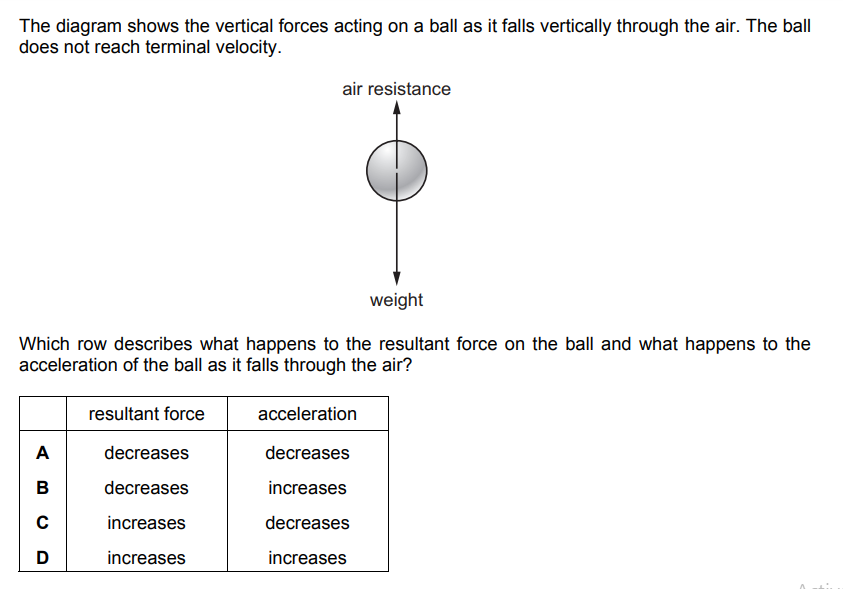 The diagram shows the vertical forces acting on a ball as it falls vertically through the air. The ball
does not reach terminal velocity.
air resistance
weight
Which row describes what happens to the resultant force on the ball and what happens to the
acceleration of the ball as it falls through the air?
resultant force acceleration
A decreases decreases
B decreases increases
C increases decreases
D increases increases